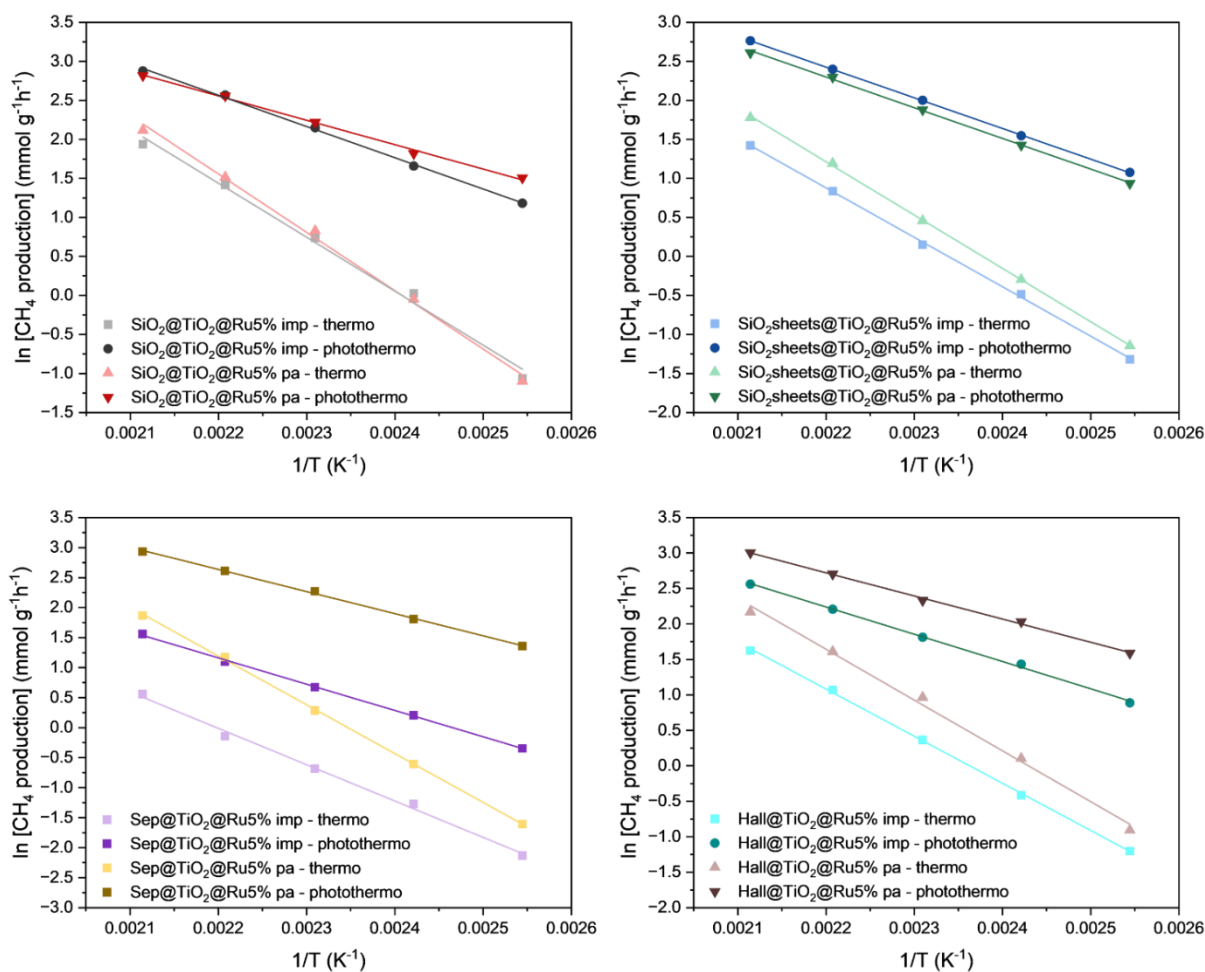 3.5
3.0
2.5
2.0
1.5
1.0
0.5
0.0
−0.5
−1.0
−1.5
ln [CH₄ production] (mmol g⁻¹h⁻¹)
SiO₂@TiO₂@Ru5% imp - thermo
SiO₂@TiO₂@Ru5% imp - photothermo
SiO₂@TiO₂@Ru5% pa - thermo
SiO₂@TiO₂@Ru5% pa - photothermo
0.0021 0.0022 0.0023 0.0024 0.0025 0.0026
1/T (K⁻¹)
3.0
2.5
2.0
1.5
1.0
0.5
0.0
−0.5
−1.0
−1.5
−2.0
ln [CH₄ production] (mmol g⁻¹h⁻¹)
SiO₂sheets@TiO₂@Ru5% imp - thermo
SiO₂sheets@TiO₂@Ru5% imp - photothermo
SiO₂sheets@TiO₂@Ru5% pa - thermo
SiO₂sheets@TiO₂@Ru5% pa - photothermo
0.0021 0.0022 0.0023 0.0024 0.0025 0.0026
1/T (K⁻¹)
3.5
3.0
2.5
2.0
1.5
1.0
0.5
0.0
−0.5
−1.0
−1.5
−2.0
−2.5
−3.0
ln [CH₄ production] (mmol g⁻¹h⁻¹)
Sep@TiO₂@Ru5% imp - thermo
Sep@TiO₂@Ru5% imp - photothermo
Sep@TiO₂@Ru5% pa - thermo
Sep@TiO₂@Ru5% pa - photothermo
0.0021 0.0022 0.0023 0.0024 0.0025 0.0026
1/T (K⁻¹)
3.5
3.0
2.5
2.0
1.5
1.0
0.5
0.0
−0.5
−1.0
−1.5
−2.0
ln [CH₄ production] (mmol g⁻¹h⁻¹)
Hall@TiO₂@Ru5% imp - thermo
Hall@TiO₂@Ru5% imp - photothermo
Hall@TiO₂@Ru5% pa - thermo
Hall@TiO₂@Ru5% pa - photothermo
0.0021 0.0022 0.0023 0.0024 0.0025 0.0026
1/T (K⁻¹)